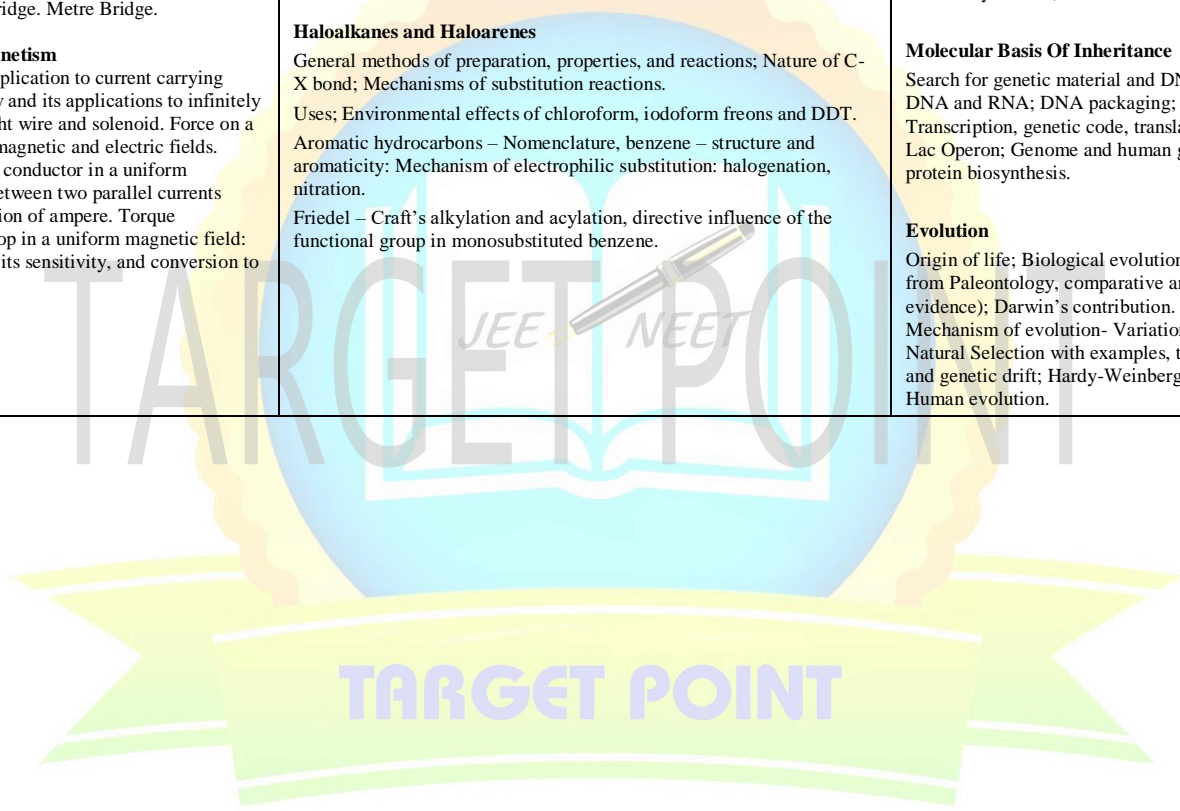 ridge. Metre Bridge.
netism
plication to current carrying
and its applications to infinitely
ht wire and solenoid. Force on a
magnetic and electric fields.
conductor in a uniform
etween two parallel currents
ion of ampere. Torque
op in a uniform magnetic field:
its sensitivity, and conversion to
Haloalkanes and Haloarenes
General methods of preparation, properties, and reactions; Nature of C-
X bond; Mechanisms of substitution reactions.
Uses; Environmental effects of chloroform, iodoform freons and DDT.
Aromatic hydrocarbons – Nomenclature, benzene – structure and
aromaticity: Mechanism of electrophilic substitution: halogenation,
nitration.
Friedel – Craft’s alkylation and acylation, directive influence of the
functional group in monosubstituted benzene.
Molecular Basis Of Inheritance
Search for genetic material and DN
DNA and RNA; DNA packaging;
Transcription, genetic code, transla
Lac Operon; Genome and human g
protein biosynthesis.
Evolution
Origin of life; Biological evolution
from Paleontology, comparative an
evidence); Darwin’s contribution.
Mechanism of evolution- Variation
Natural Selection with examples, t
and genetic drift; Hardy-Weinberg
Human evolution.
JEE NEET
TARGET POINT
TARGET POINT